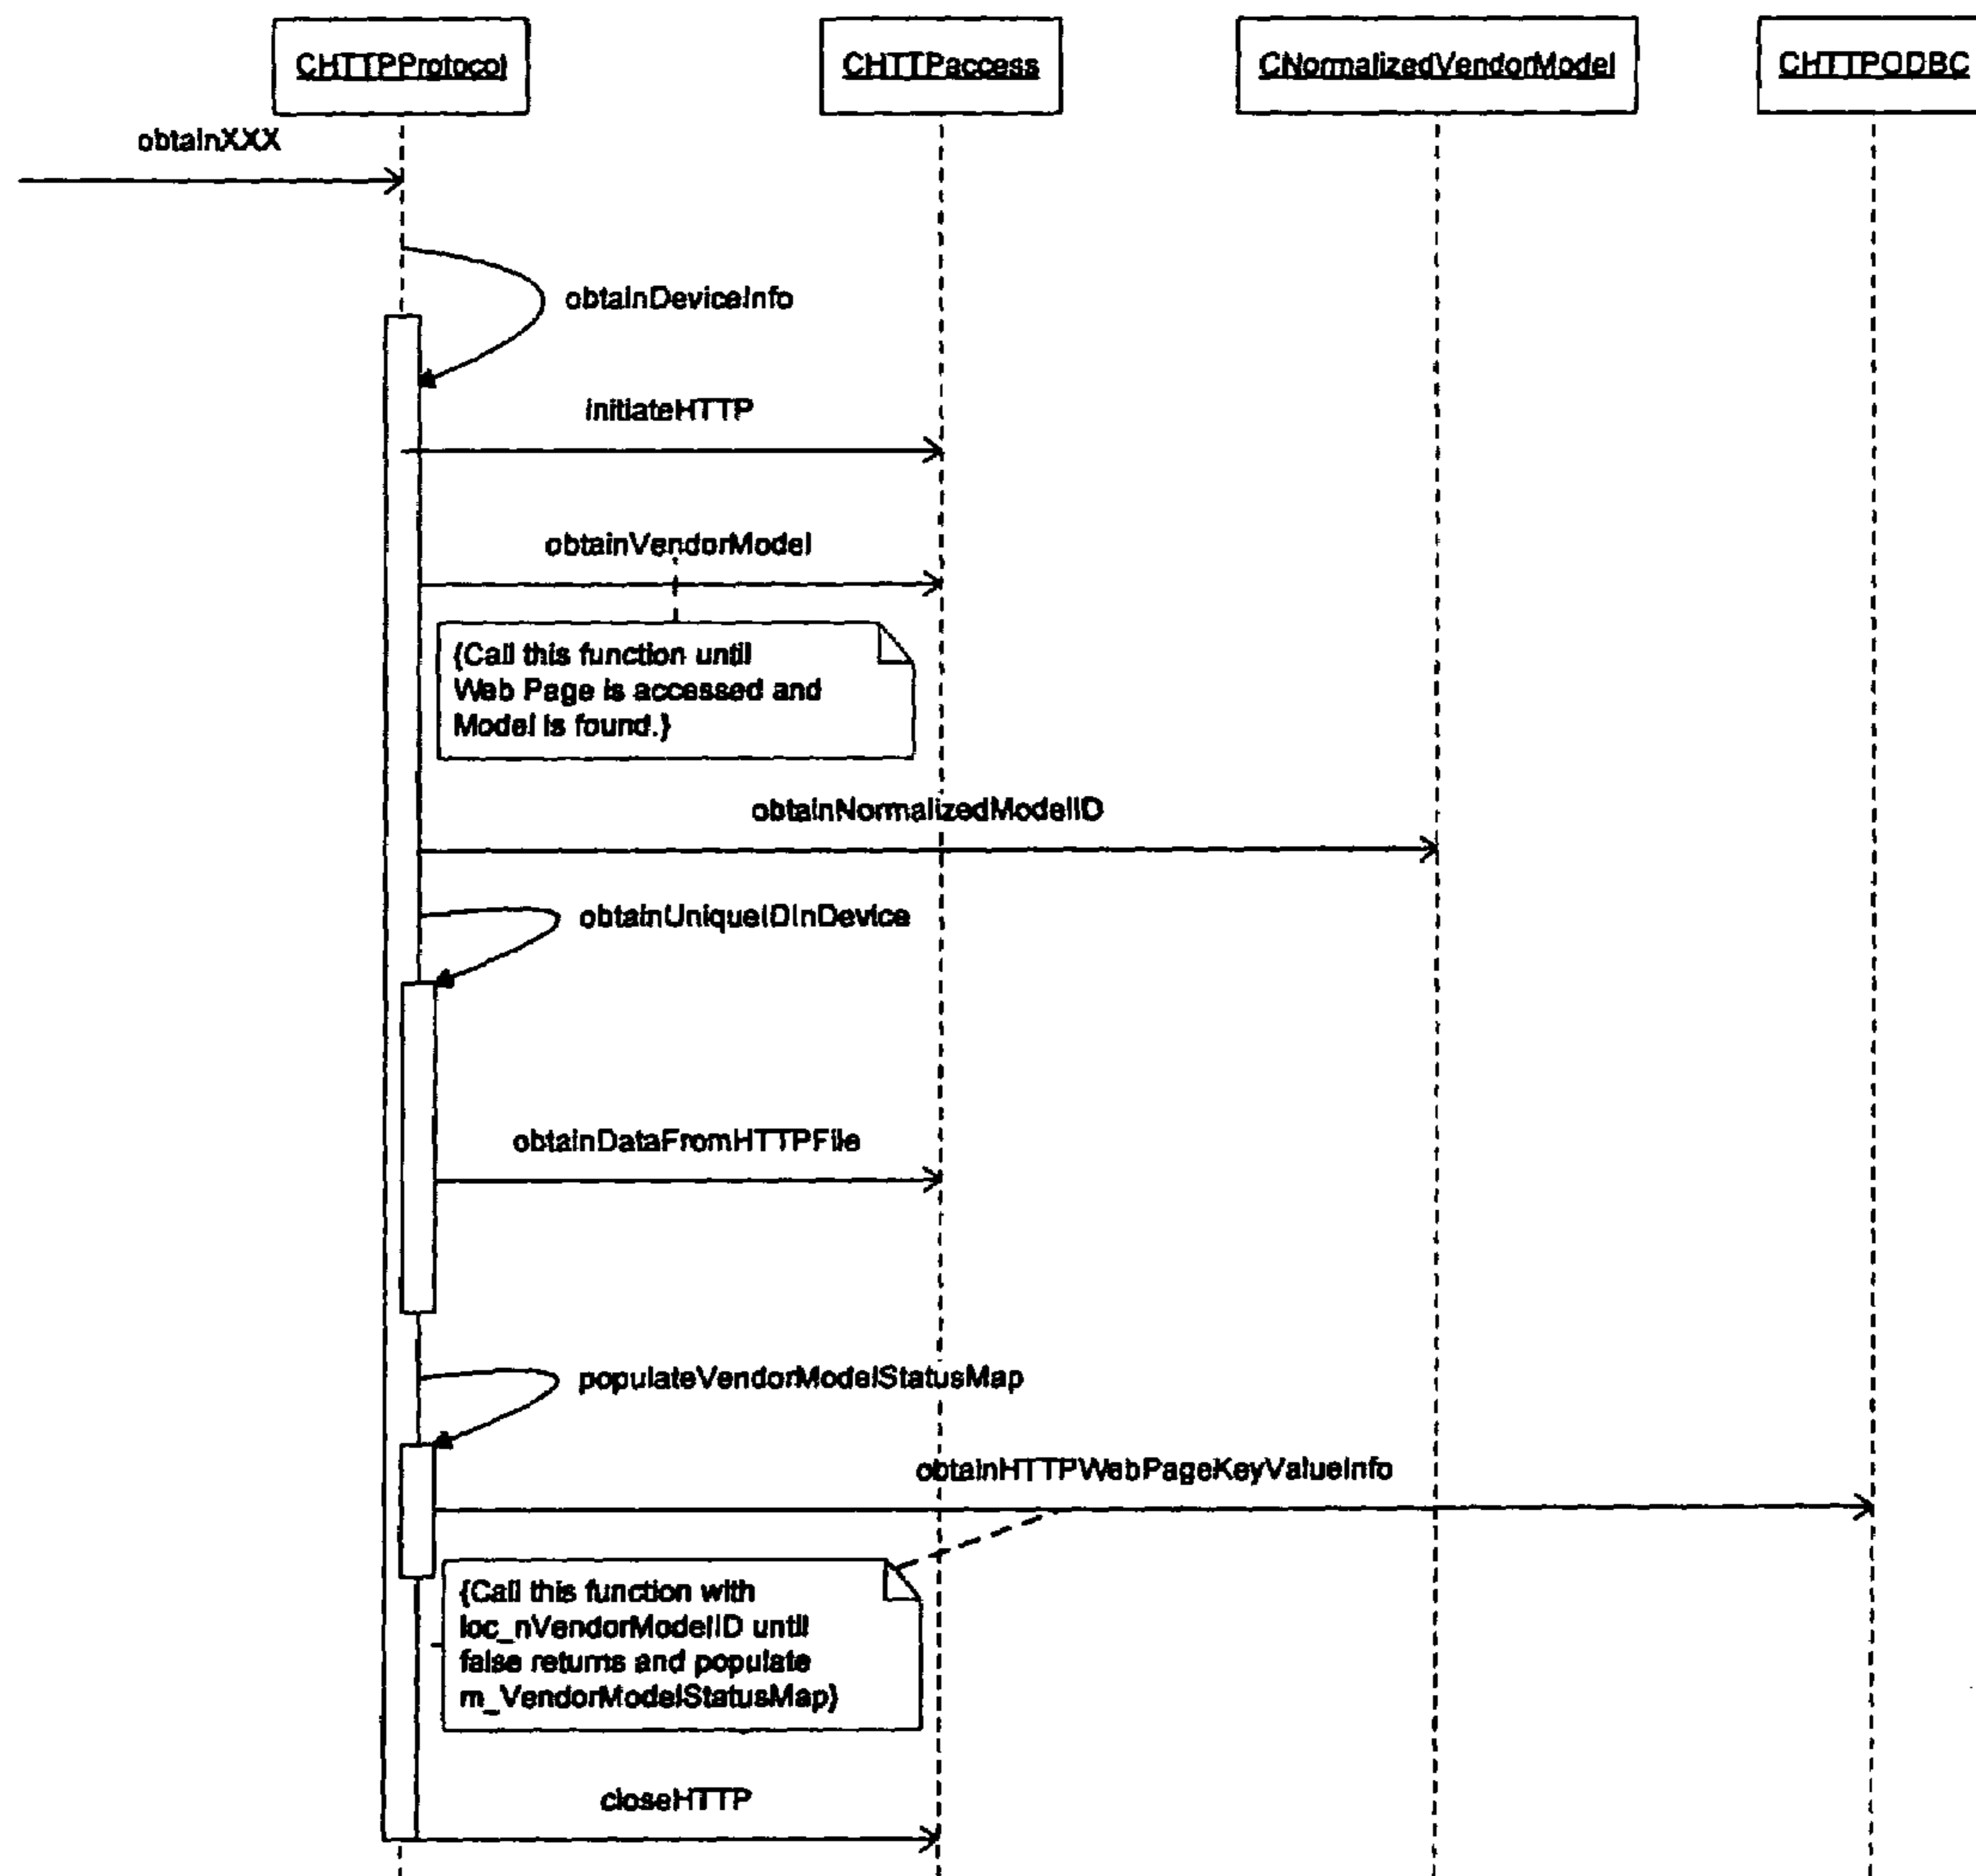 CHTTPProtocol
CHTTPaccess
CNormalizedVendorModel
CHTTPODBC
obtainXXX
obtainDeviceInfo
initiateHTTP
obtainVendorModel
{Call this function until
Web Page is accessed and
Model is found.}
obtainNormalizedModelID
obtainUniqueIDInDevice
obtainDataFromHTTPFile
populateVendorModelStatusMap
obtainHTTPWebPageKeyValueInfo
{Call this function with
loc_nVendorModelID until
false returns and populate
m_VendorModelStatusMap}
closeHTTP